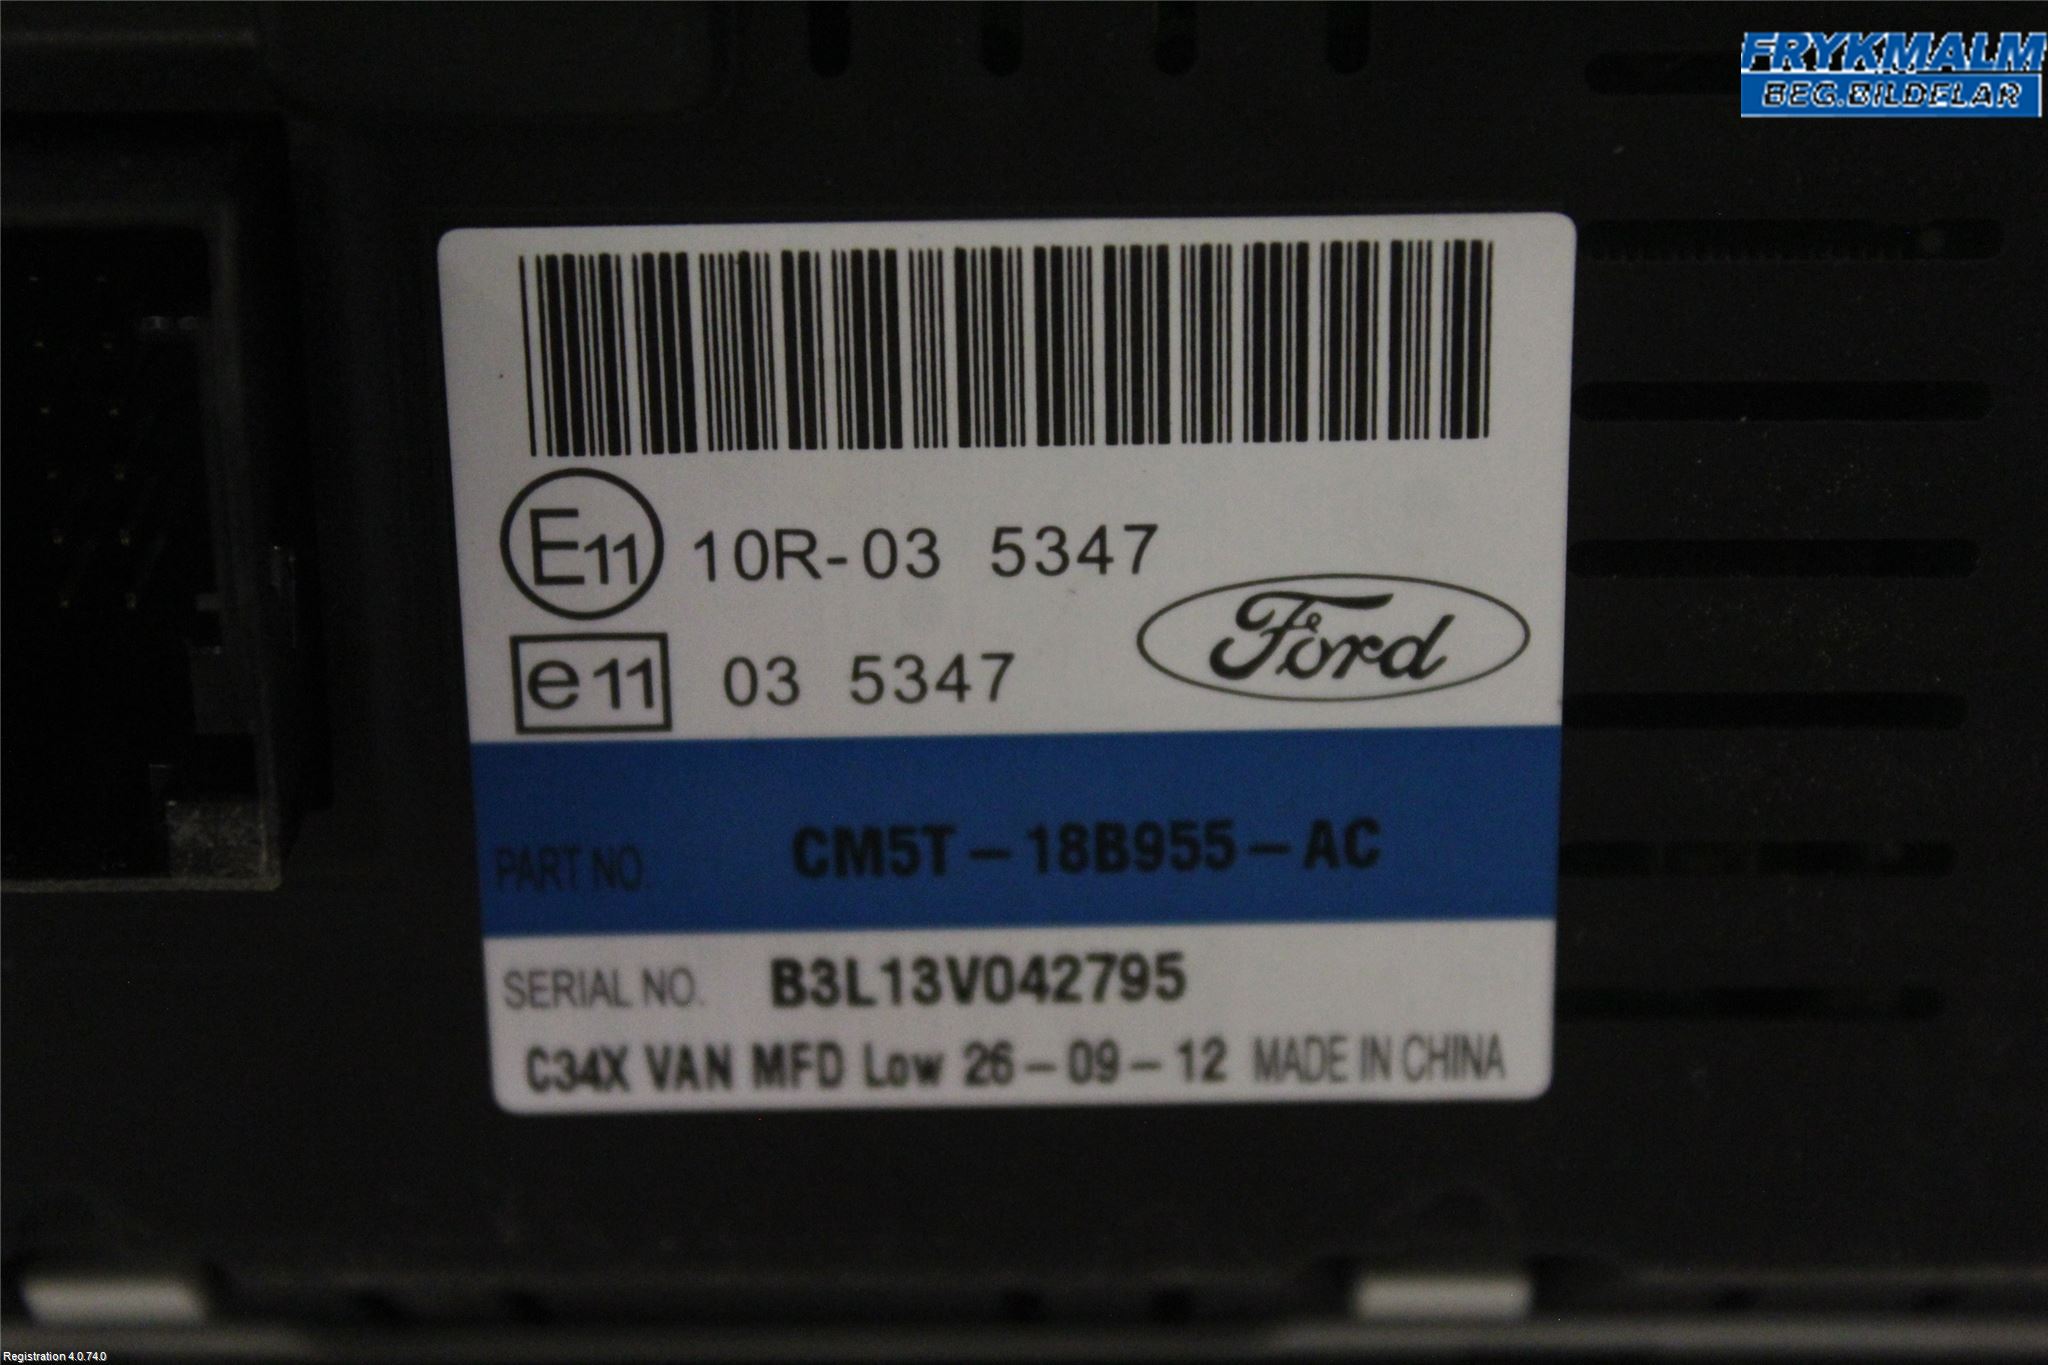 FRYKMALM
BEG.BILDELAR
E11 10R-03 5347
Ford
e11 03 5347
PART NO. CM5T-18B955-AC
SERIAL NO. B3L13V042795
C34X VAN MFD Low 26-09-12 MADE IN CHINA
Registration 4.0.74.0